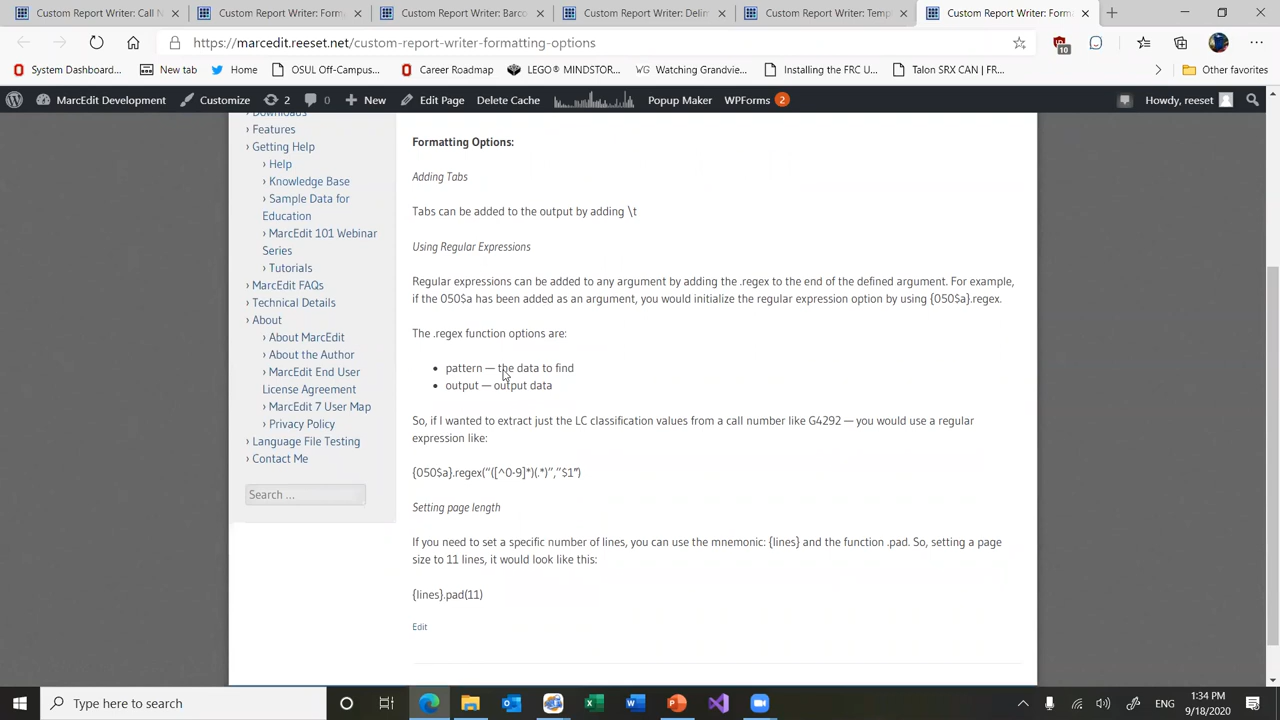 Custom Report Writer: Call N
Custom Report Writer: Form
Custom Report Writer: Barco
Custom Report Writer: Delin
Custom Report Writer: Temp
Custom Report Writer: Form
https://marcedit.reeset.net/custom-report-writer-formatting-options
10
System Dashboard...
New tab
Home
OSUL Off-Campus...
Career Roadmap
LEGO® MINDSTOR...
WG Watching Grandvie...
Installing the FRC U...
Talon SRX CAN | FR...
Other favorites
MarcEdit Development
Customize
2
0
New
Edit Page
Delete Cache
Popup Maker
WPForms 2
Howdy, reeset
› Downloads
› Features
› Getting Help
› Help
› Knowledge Base
› Sample Data for
Education
› MarcEdit 101 Webinar
Series
› Tutorials
› MarcEdit FAQs
› Technical Details
› About
› About MarcEdit
› About the Author
› MarcEdit End User
License Agreement
› MarcEdit 7 User Map
› Privacy Policy
› Language File Testing
› Contact Me
Search ...
Formatting Options:
Adding Tabs
Tabs can be added to the output by adding \t
Using Regular Expressions
Regular expressions can be added to any argument by adding the .regex to the end of the defined argument. For example,
if the 050$a has been added as an argument, you would initialize the regular expression option by using {050$a}.regex.
The .regex function options are:
• pattern — the data to find
• output — output data
So, if I wanted to extract just the LC classification values from a call number like G4292 — you would use a regular
expression like:
{050$a}.regex(“([^0-9]*)(.*)”,”$1″)
Setting page length
If you need to set a specific number of lines, you can use the mnemonic: {lines} and the function .pad. So, setting a page
size to 11 lines, it would look like this:
{lines}.pad(11)
Edit
Type here to search
ENG
1:34 PM
9/18/2020